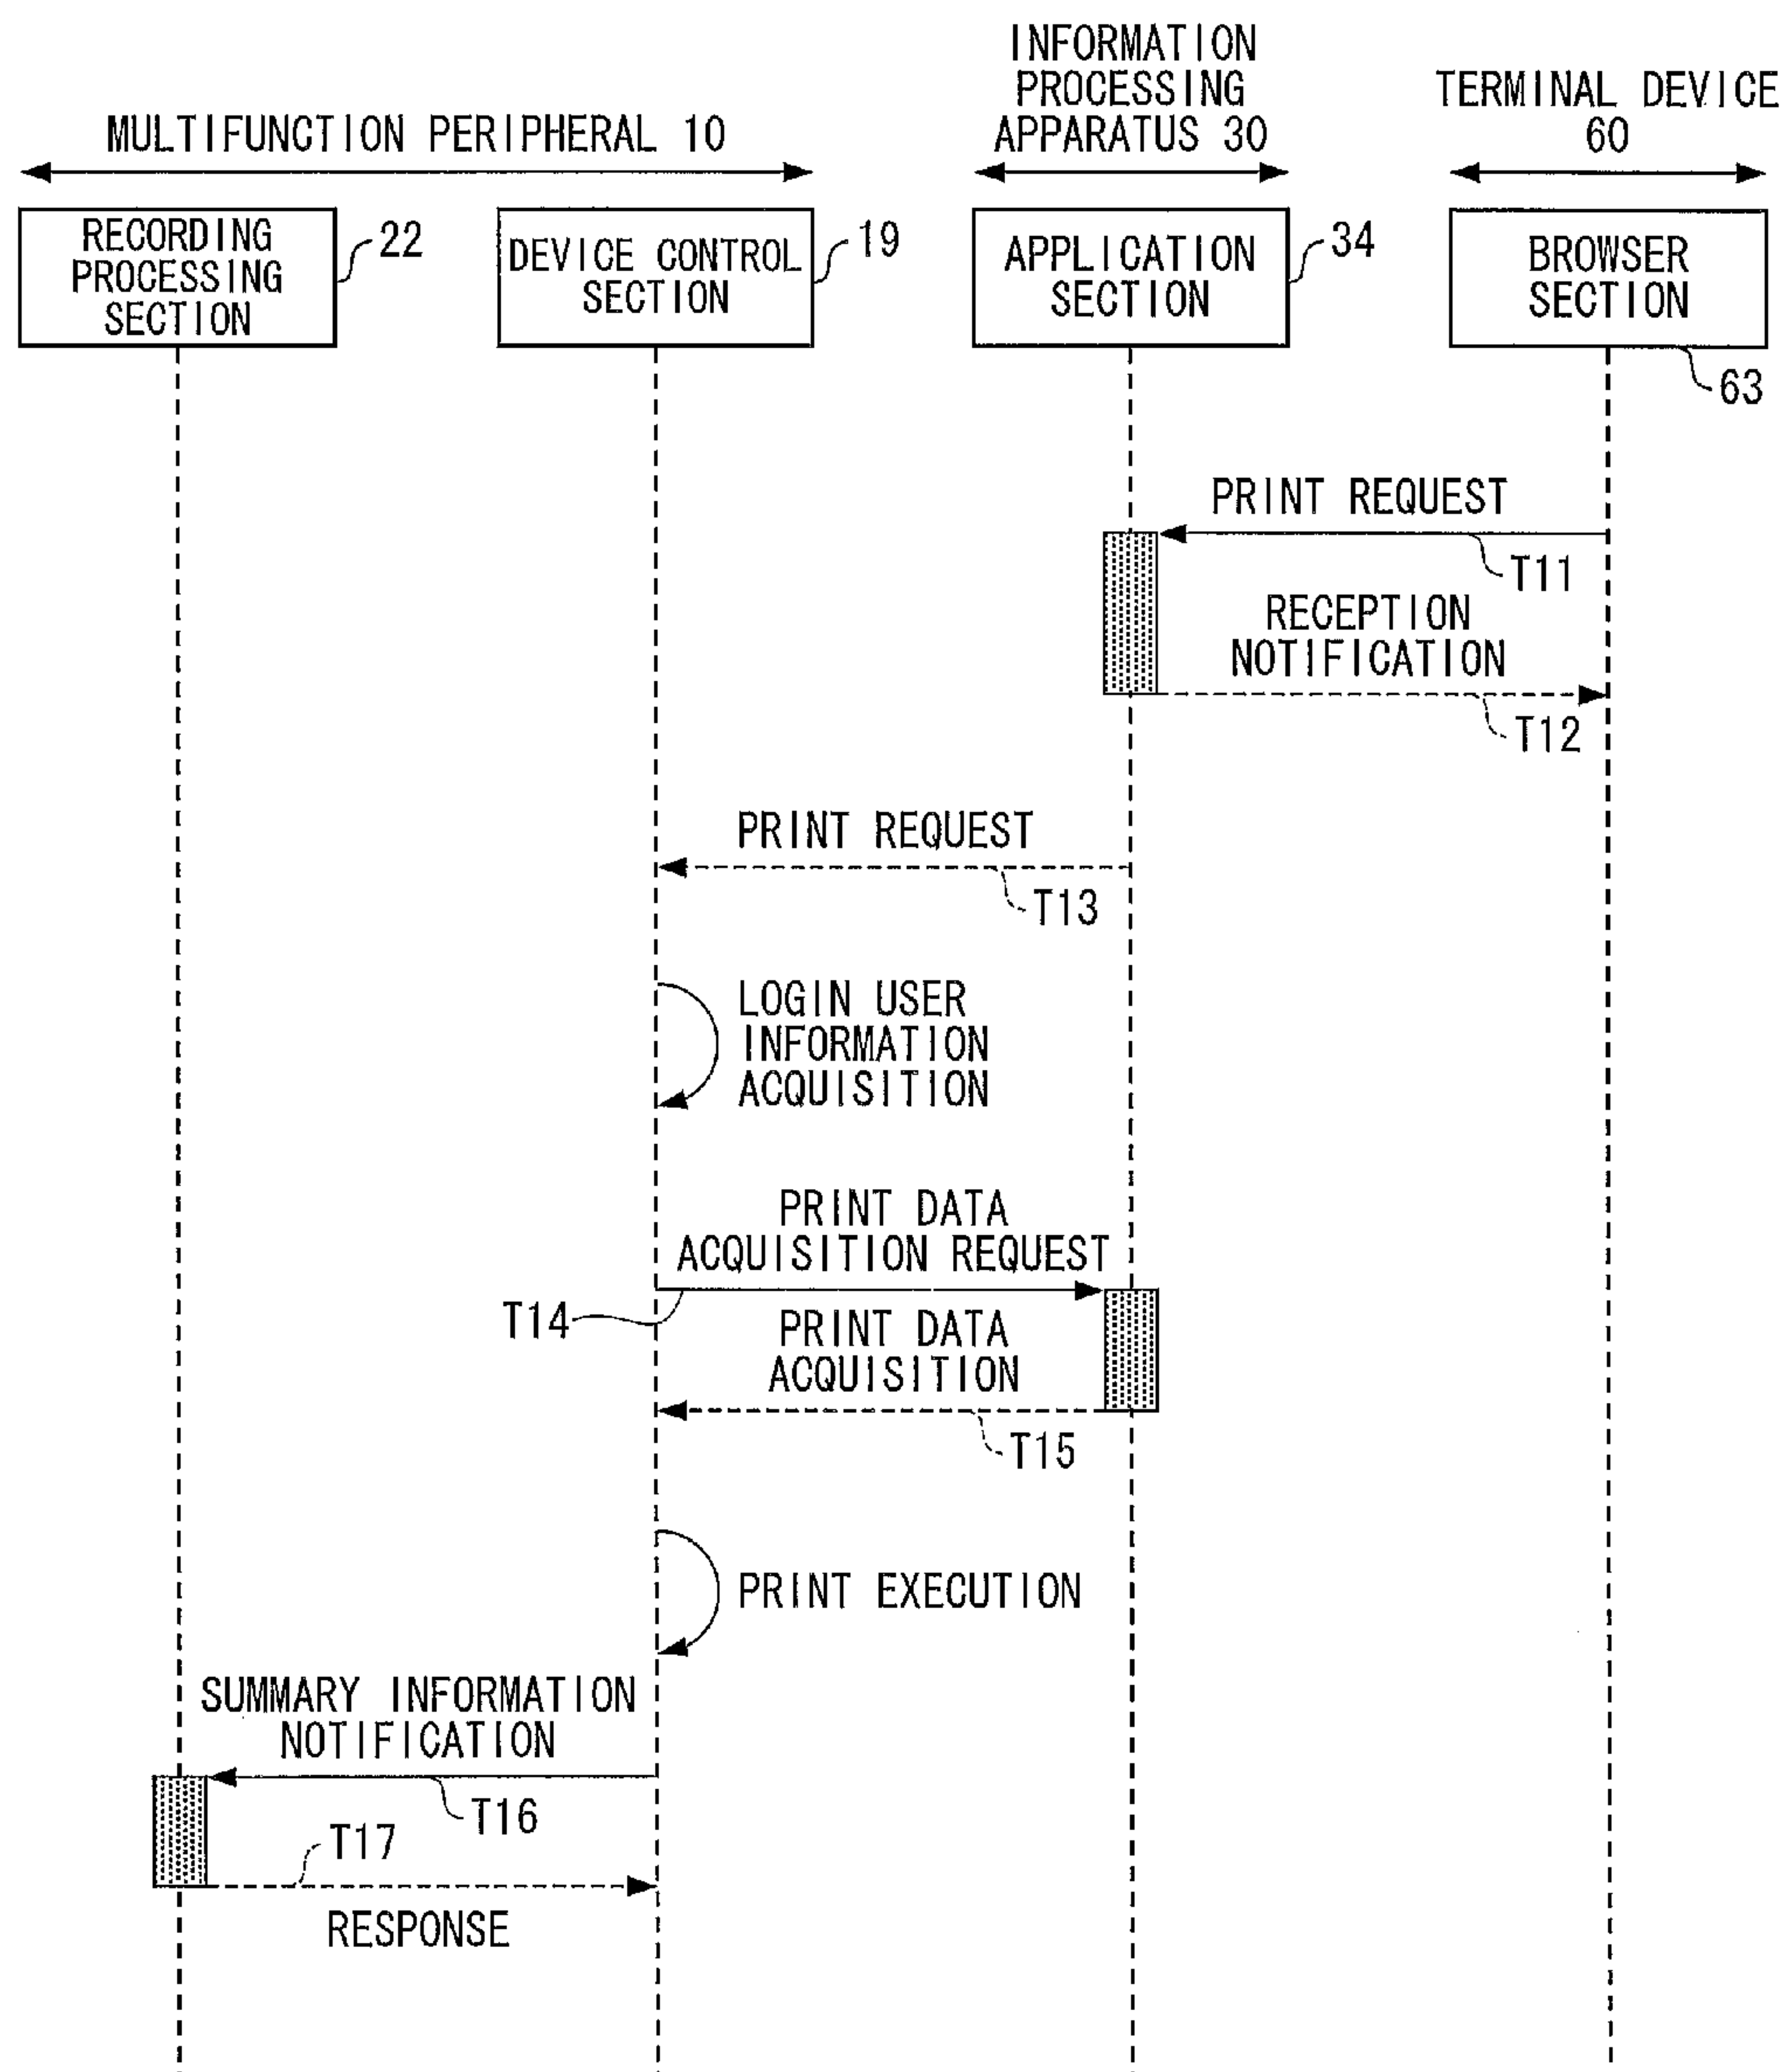 INFORMATION
PROCESSING
APPARATUS 30
TERMINAL DEVICE
60
MULTIFUNCTION PERIPHERAL 10
RECORDING
PROCESSING
SECTION
22
DEVICE CONTROL
SECTION
19
APPLICATION
SECTION
34
BROWSER
SECTION
63
PRINT REQUEST
T11
RECEPTION
NOTIFICATION
T12
PRINT REQUEST
T13
LOGIN USER
INFORMATION
ACQUISITION
PRINT DATA
ACQUISITION REQUEST
T14
PRINT DATA
ACQUISITION
T15
PRINT EXECUTION
SUMMARY INFORMATION
NOTIFICATION
T16
T17
RESPONSE